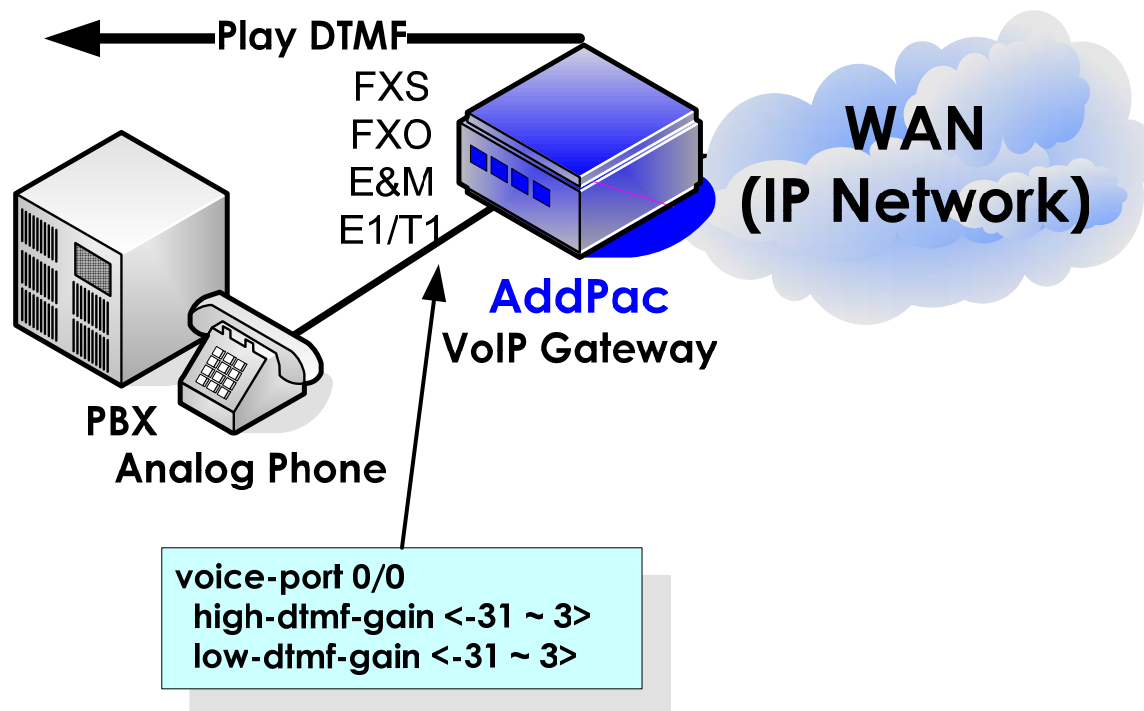 Play DTMF
FXS
FXO
E&M
E1/T1
WAN
(IP Network)
AddPac
VoIP Gateway
PBX
Analog Phone
voice-port 0/0
high-dtmf-gain <-31 ~ 3>
low-dtmf-gain <-31 ~ 3>